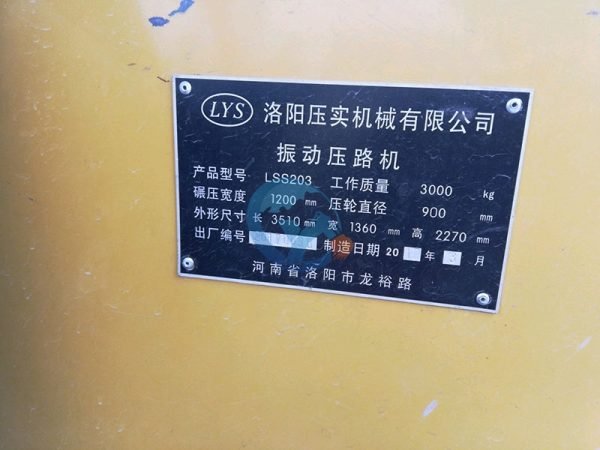 LYS 洛阳压实机械有限公司
振动压路机
产品型号 LSS203 工作质量 3000 kg
碾压宽度 1200 mm 压轮直径 900 mm
外形尺寸 长 3510 mm 宽 1360 mm 高 2270 mm
出厂编号 制造日期 20 年 3 月
河南省洛阳市龙裕路